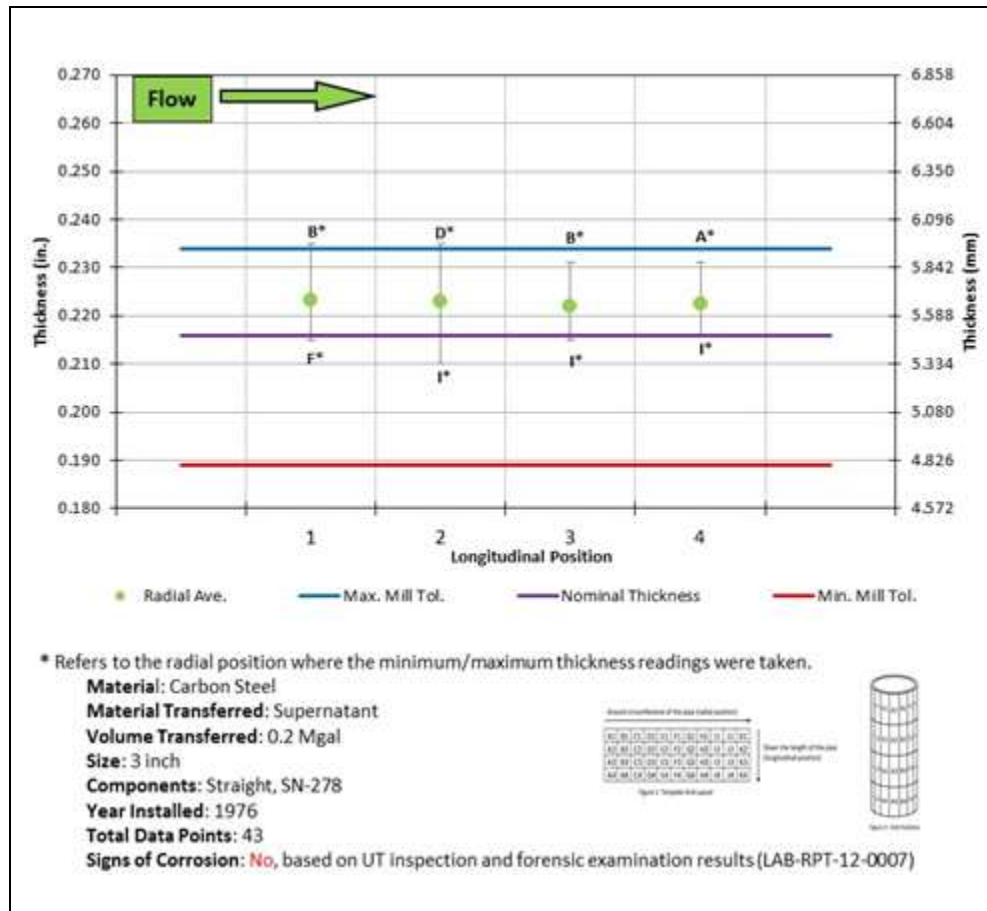 Flow
0.270
0.260
0.250
0.240
0.230
0.220
0.210
0.200
0.190
0.180
Thickness (in.)
6.858
6.604
6.350
6.096
5.842
5.588
5.334
5.080
4.826
4.572
Thickness (mm)
B* D* B* A*
F* I* I* I*
1 2 3 4
Longitudinal Position
Radial Ave. Max. Mill Tol. Nominal Thickness Min. Mill Tol.
* Refers to the radial position where the minimum/maximum thickness readings were taken.
Material: Carbon Steel
Material Transferred: Supernatant
Volume Transferred: 0.2 Mgal
Size: 3 inch
Components: Straight, SN-278
Year Installed: 1976
Total Data Points: 43
Signs of Corrosion: No, based on UT inspection and forensic examination results (LAB-RPT-12-0007)